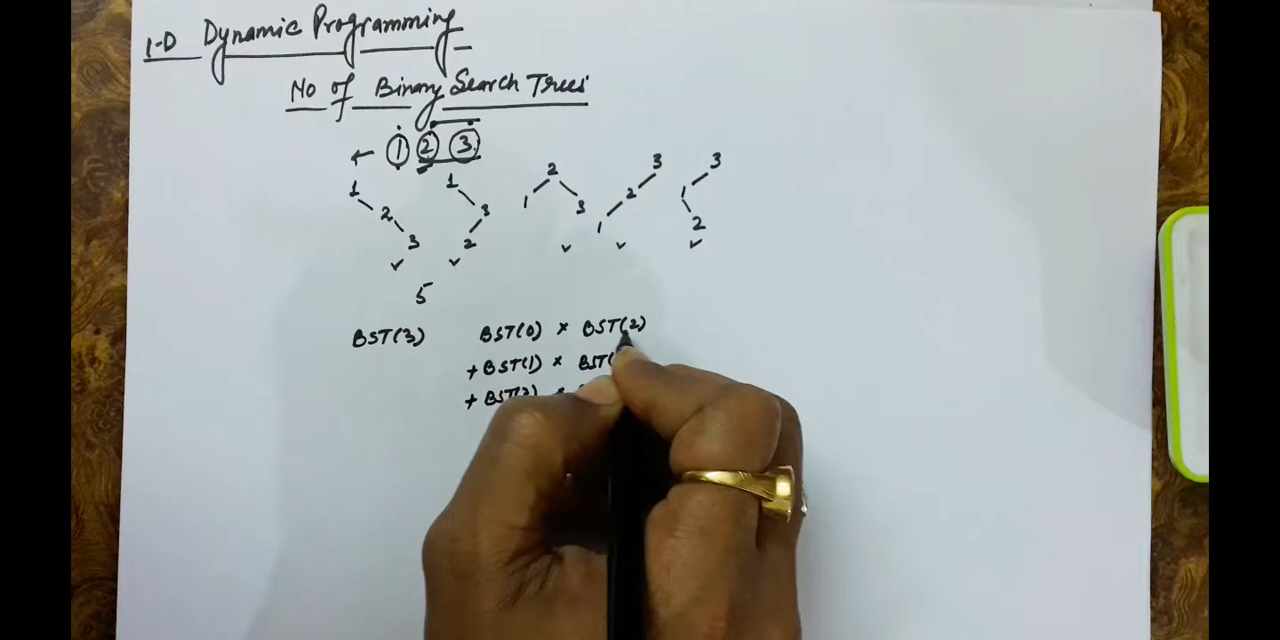 1-D Dynamic Programming
No of Binary Search Trees
← 1 2 3
1 1 2 3 3
2 3 1 3 2 1
3 2 1 2
5
BST(3) BST(0) × BST(2)
+ BST(1) × BST(
+ BST(2) ×